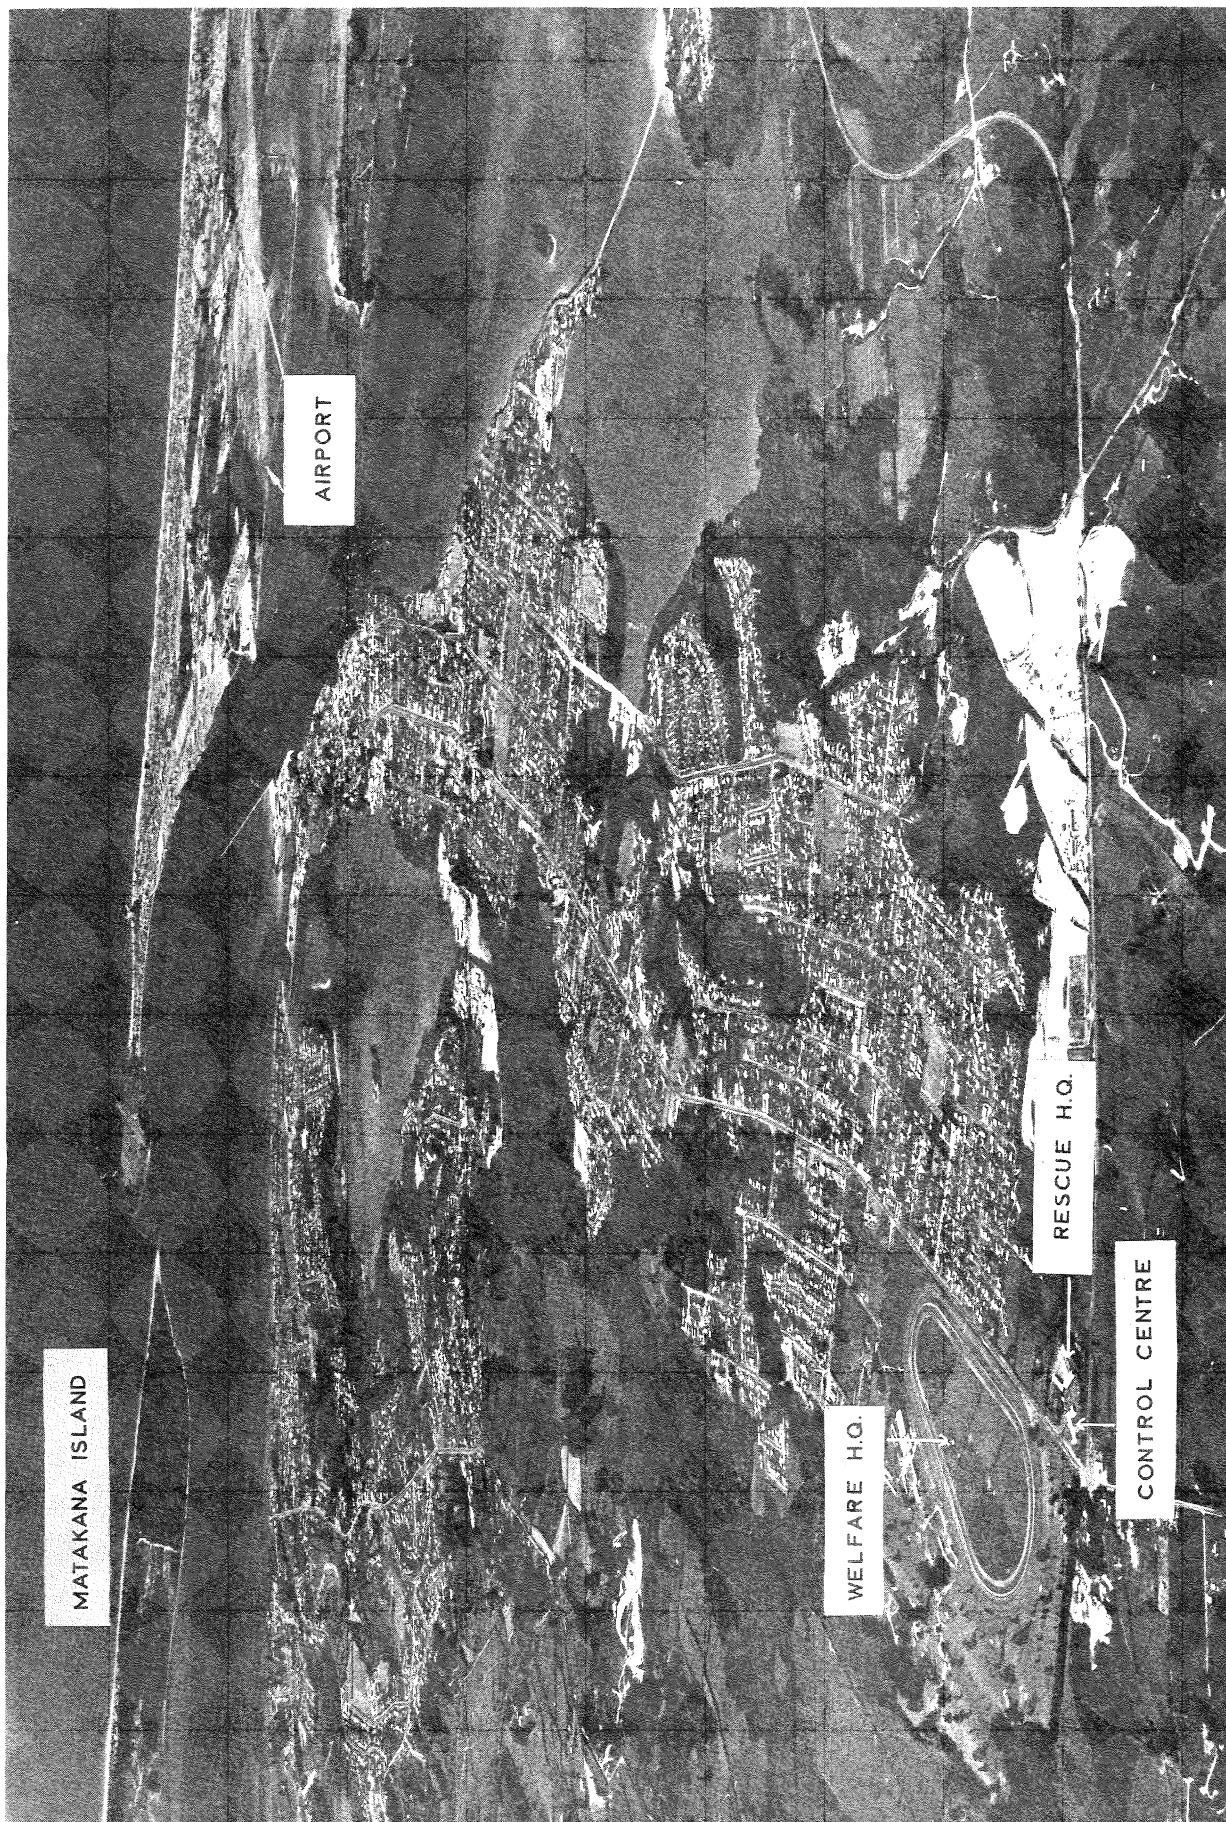 MATAKANA ISLAND
AIRPORT
WELFARE H.Q.
RESCUE H.Q.
CONTROL CENTRE